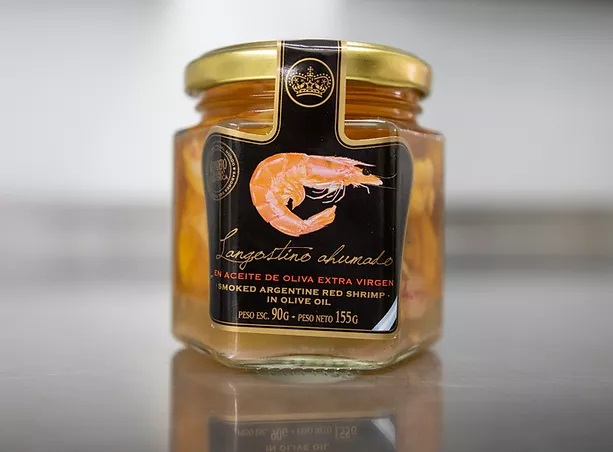 Langostino ahumado
EN ACEITE DE OLIVA EXTRA VIRGEN
SMOKED ARGENTINE RED SHRIMP
IN OLIVE OIL
PESO ESC. 90G - PESO NETO 155G